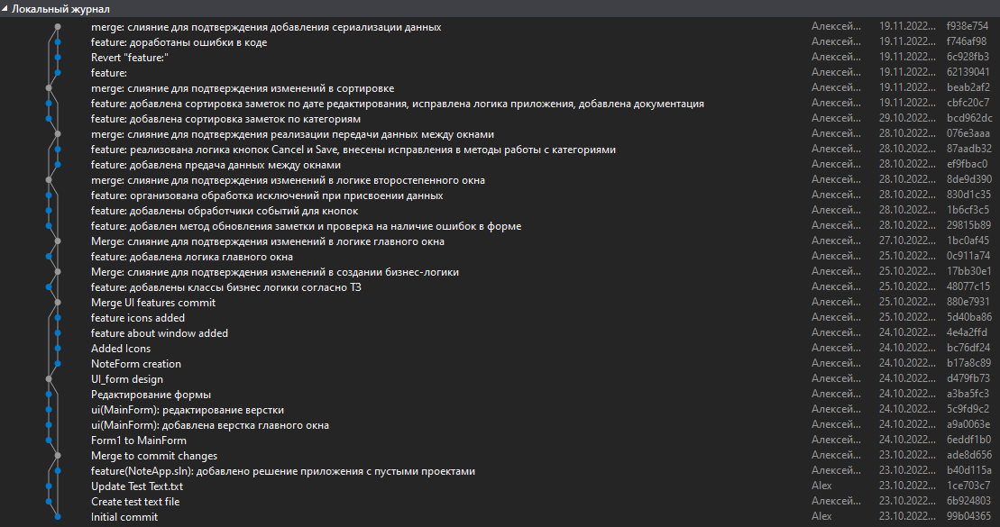 Локальный журнал
merge: слияние для подтверждения добавления сериализации данных Алексей... 19.11.2022... f938e754
feature: доработаны ошибки в коде Алексей... 19.11.2022... f746af98
Revert "feature:" Алексей... 19.11.2022... 6c928fb3
feature: Алексей... 19.11.2022... 62139041
merge: слияние для подтверждения изменений в сортировке Алексей... 19.11.2022... beab2af2
feature: добавлена сортировка заметок по дате редактирования, исправлена логика приложения, добавлена документация Алексей... 19.11.2022... cbfc20c7
feature: добавлена сортировка заметок по категориям Алексей... 29.10.2022... bcd962dc
merge: слияние для подтверждения реализации передачи данных между окнами Алексей... 28.10.2022... 076e3aaa
feature: реализована логика кнопок Cancel и Save, внесены исправления в методы работы с категориями Алексей... 28.10.2022... 87aadb32
feature: добавлена предача данных между окнами Алексей... 28.10.2022... ef9fbac0
merge: слияние для подтверждения изменений в логике второстепенного окна Алексей... 28.10.2022... 8de9d390
feature: организована обработка исключений при присвоении данных Алексей... 28.10.2022... 830d1c35
feature: добавлены обработчики событий для кнопок Алексей... 28.10.2022... 1b6cf3c5
feature: добавлен метод обновления заметки и проверка на наличие ошибок в форме Алексей... 28.10.2022... 29815b89
Merge: слияние для подтверждения изменений в логике главного окна Алексей... 27.10.2022... 1bc0af45
feature: добавлена логика главного окна Алексей... 25.10.2022... 0c911a74
Merge: слияние для подтверждения изменений в создании бизнес-логики Алексей... 25.10.2022... 17bb30e1
feature: добавлены классы бизнес логики согласно ТЗ Алексей... 25.10.2022... 48077c15
Merge UI features commit Алексей... 25.10.2022... 880e7931
feature icons added Алексей... 25.10.2022... 5d40ba86
feature about window added Алексей... 24.10.2022... 4e4a2ffd
Added Icons Алексей... 24.10.2022... bc76df24
NoteForm creation Алексей... 24.10.2022... b17a8c89
UI_form design Алексей... 24.10.2022... d479fb73
Редактирование формы Алексей... 24.10.2022... a3ba5fc3
ui(MainForm): редактирование верстки Алексей... 24.10.2022... 5c9fd9c2
ui(MainForm): добавлена верстка главного окна Алексей... 24.10.2022... a9a0063e
Form1 to MainForm Алексей... 24.10.2022... 6eddf1b0
Merge to commit changes Алексей... 23.10.2022... ade8d656
feature(NoteApp.sln): добавлено решение приложения с пустыми проектами Алексей... 23.10.2022... b40d115a
Update Test Text.txt Alex 23.10.2022... 1ce703c7
Create test text file Алексей... 23.10.2022... 6b924803
Initial commit Alex 23.10.2022... 99b04365